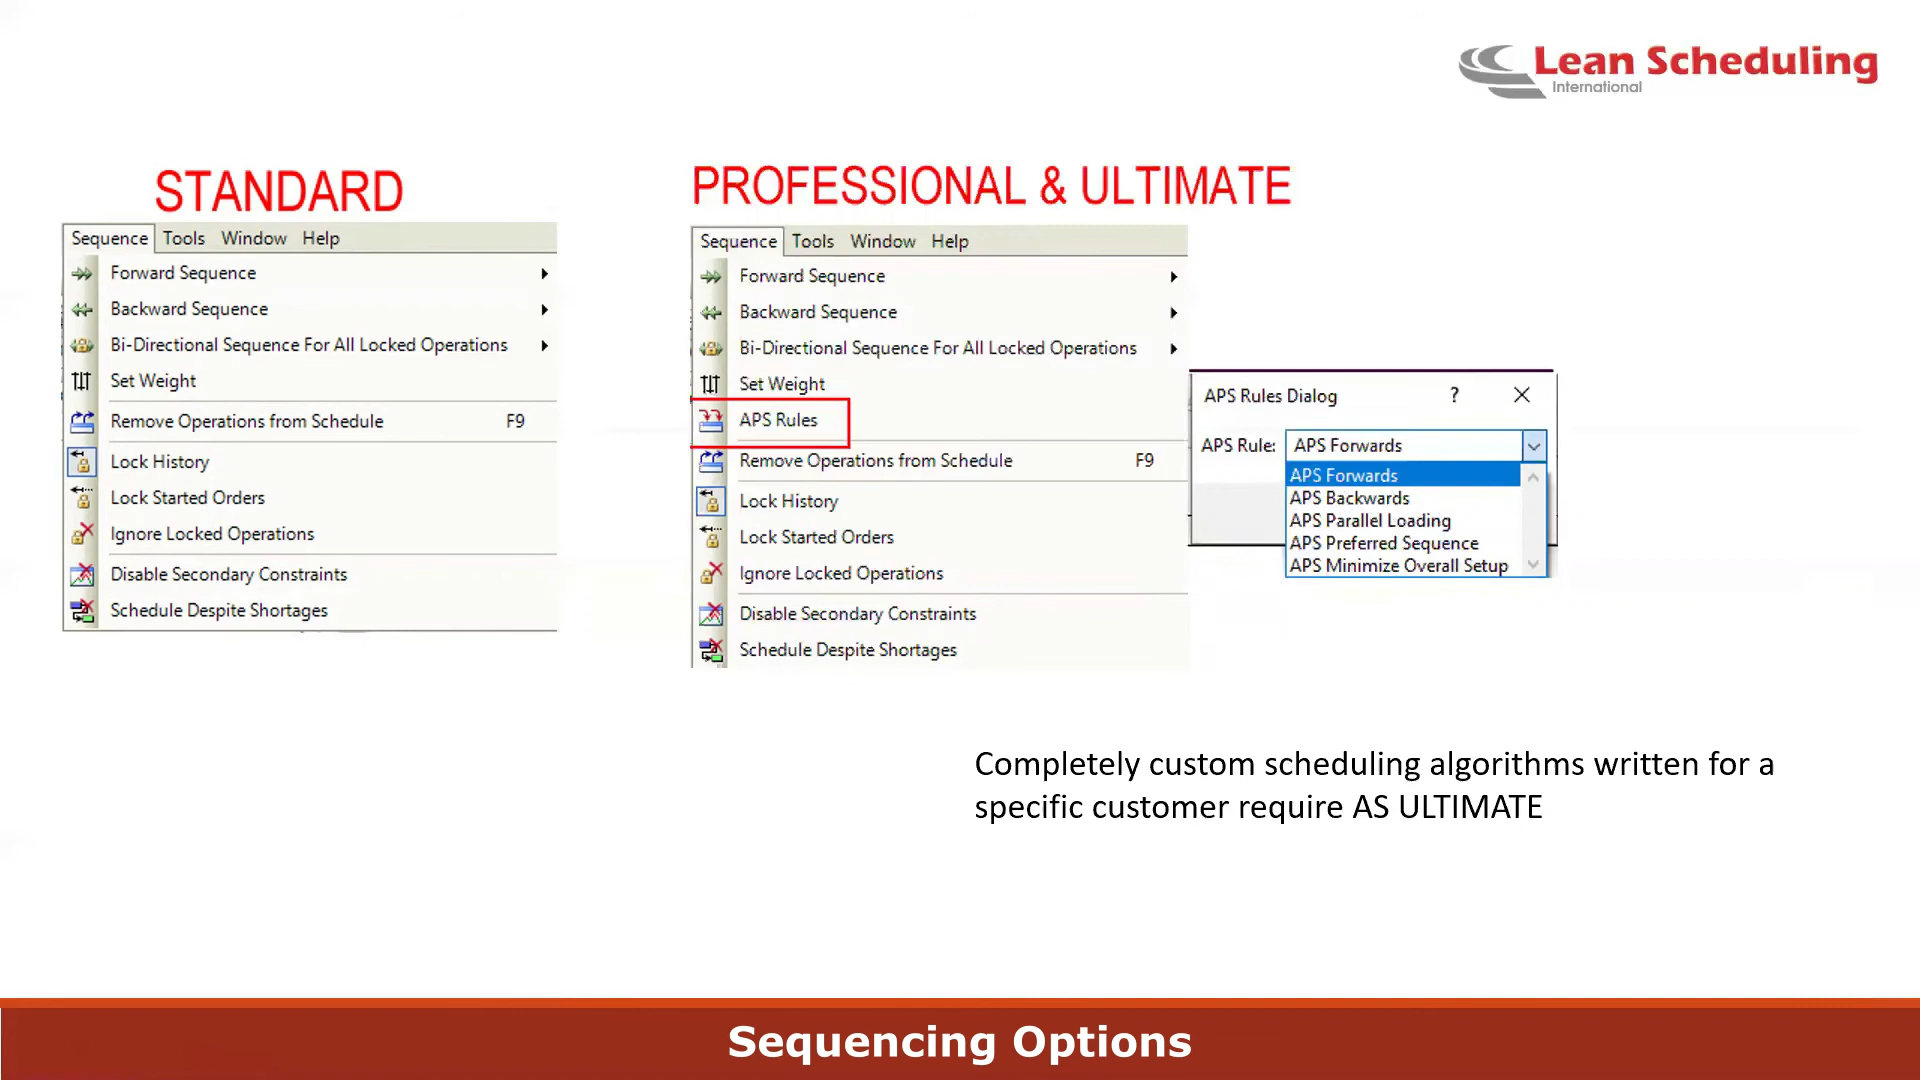 Lean Scheduling
International
STANDARD
Sequence Tools Window Help
Forward Sequence
Backward Sequence
Bi-Directional Sequence For All Locked Operations
Set Weight
Remove Operations from Schedule F9
Lock History
Lock Started Orders
Ignore Locked Operations
Disable Secondary Constraints
Schedule Despite Shortages
PROFESSIONAL & ULTIMATE
Sequence Tools Window Help
Forward Sequence
Backward Sequence
Bi-Directional Sequence For All Locked Operations
Set Weight
APS Rules
Remove Operations from Schedule F9
Lock History
Lock Started Orders
Ignore Locked Operations
Disable Secondary Constraints
Schedule Despite Shortages
APS Rules Dialog ?
APS Rule: APS Forwards
APS Forwards
APS Backwards
APS Parallel Loading
APS Preferred Sequence
APS Minimize Overall Setup
Completely custom scheduling algorithms written for a
specific customer require AS ULTIMATE
Sequencing Options